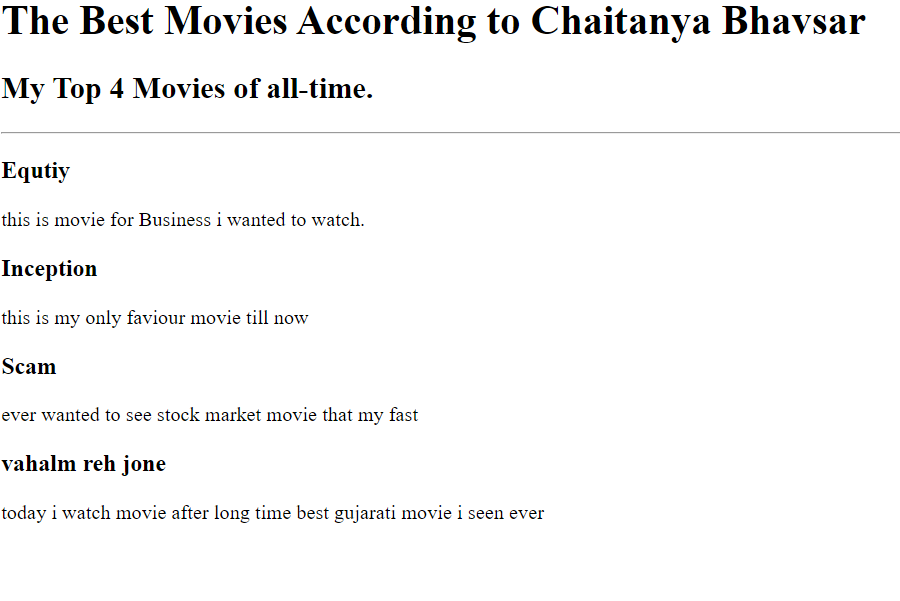 The Best Movies According to Chaitanya Bhavsar
My Top 4 Movies of all-time.
Equtiy
this is movie for Business i wanted to watch.
Inception
this is my only faviour movie till now
Scam
ever wanted to see stock market movie that my fast
vahalm reh jone
today i watch movie after long time best gujarati movie i seen ever